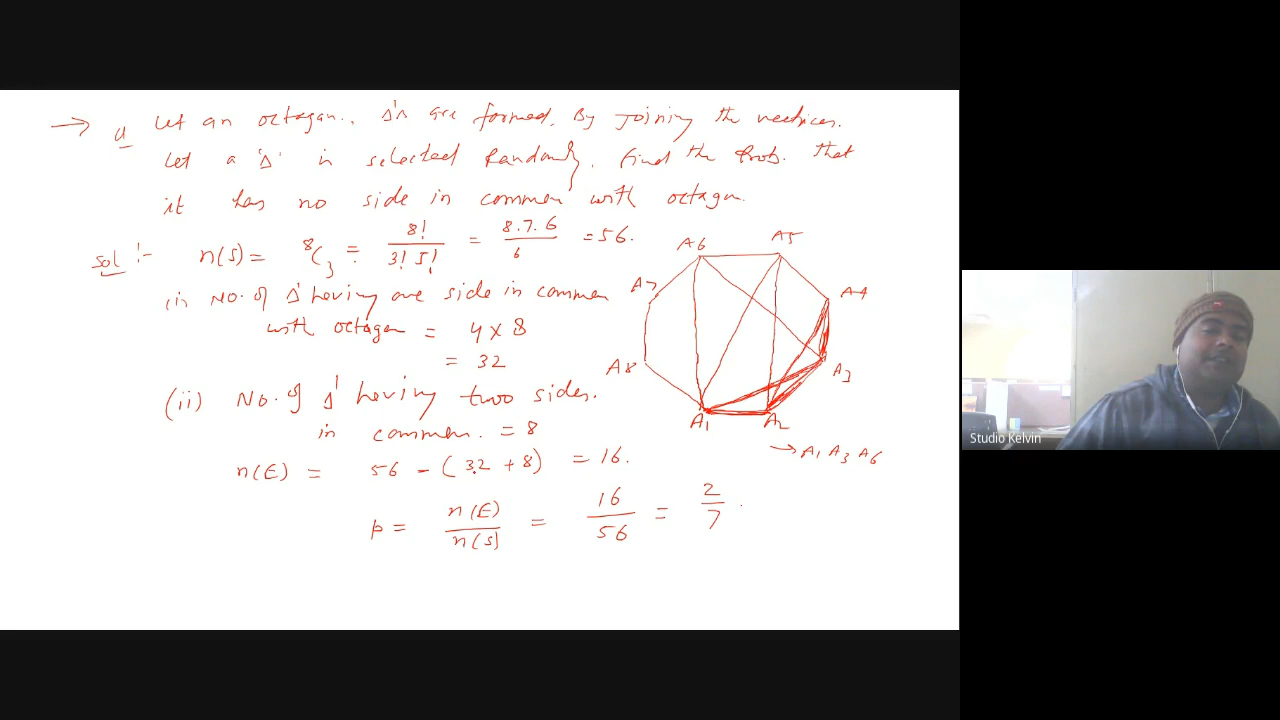 → Q Let an octagan., Δ'^s are formed. By joining the vertices.
Let a 'Δ' is selected Randomly. Find the Prob. that
it has no side in common with octagan.
Sol :- n(S) = ⁸C₃ = 8!/3! 5! = 8.7.6/6 = 56.
(i) No. of Δ' having one side in common
with octagan = 4 × 8
= 32
(ii) No. of Δ' having two sides.
in common. = 8
n(E) = 56 - (32 + 8) = 16.
p = n(E)/n(S) = 16/56 = 2/7.
A6 A5
A7 A4
A8 A3
A1 A2
→ A1 A3 A6
Studio Kelvin